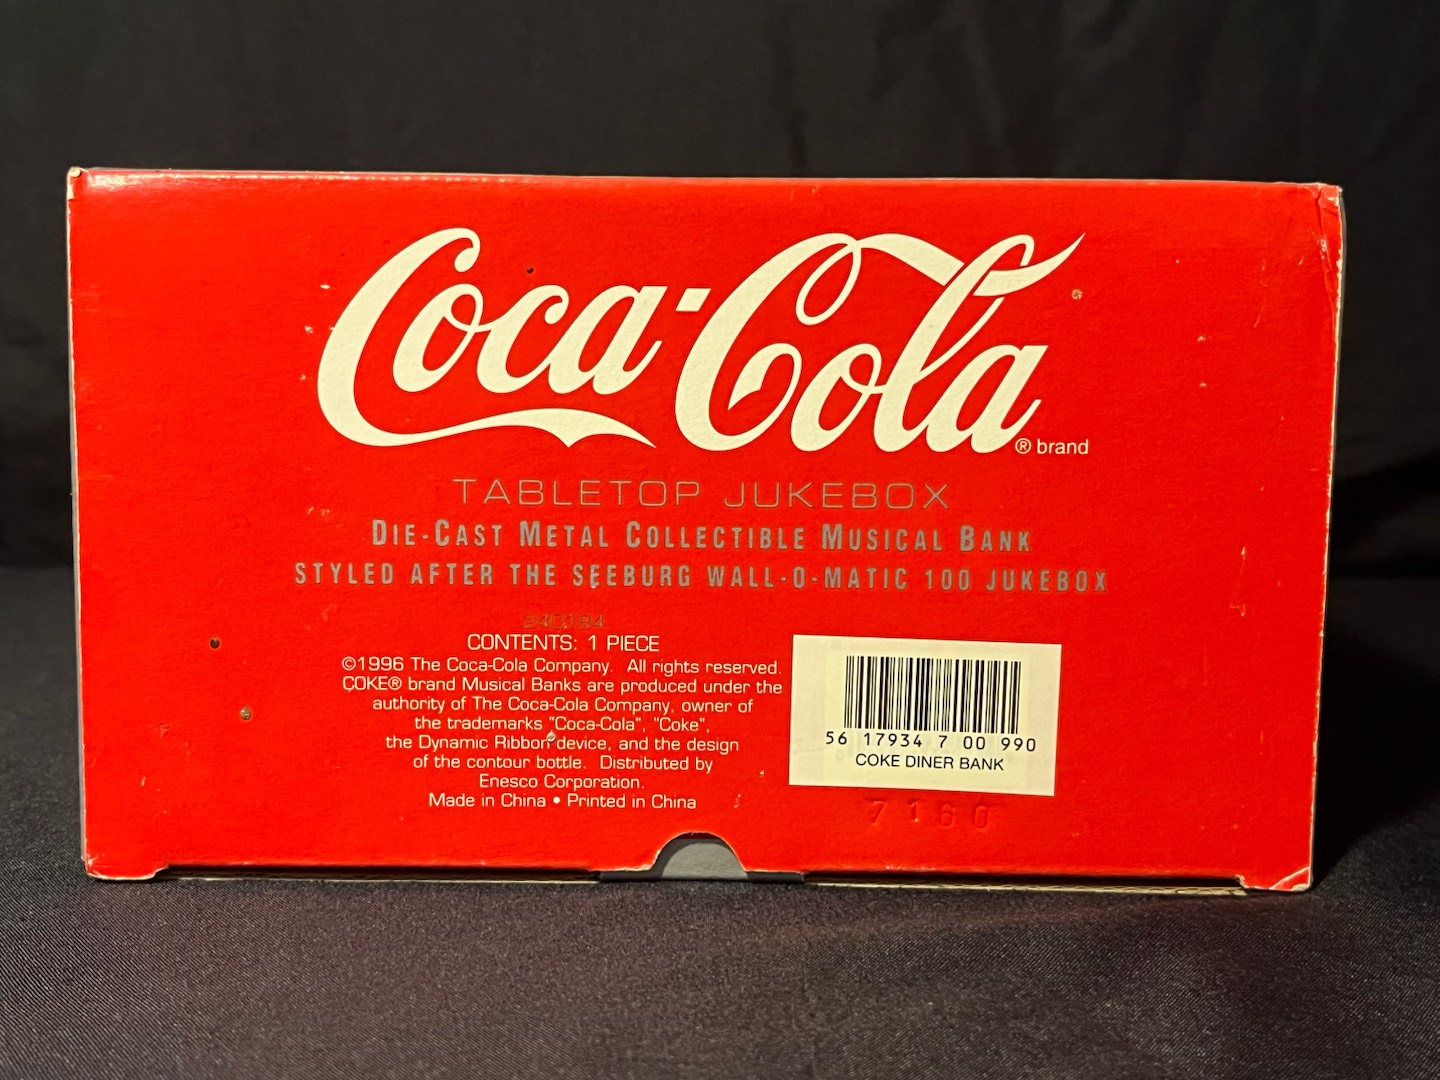 Coca-Cola
® brand
TABLETOP JUKEBOX
DIE-CAST METAL COLLECTIBLE MUSICAL BANK
STYLED AFTER THE SEEBURG WALL-O-MATIC 100 JUKEBOX
240184
CONTENTS: 1 PIECE
©1996 The Coca-Cola Company. All rights reserved.
COKE® brand Musical Banks are produced under the
authority of The Coca-Cola Company, owner of
the trademarks "Coca-Cola", "Coke",
the Dynamic Ribbon device, and the design
of the contour bottle. Distributed by
Enesco Corporation.
Made in China • Printed in China
56 17934 7 00 990
COKE DINER BANK
7160